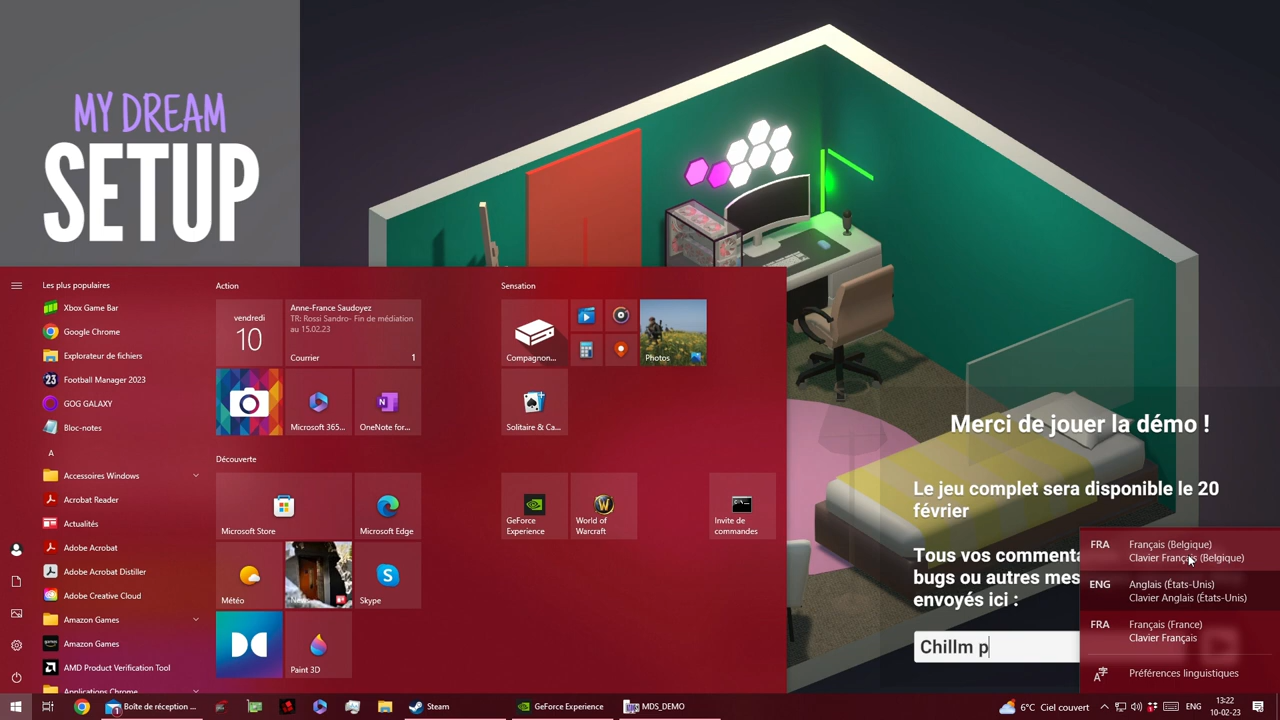 MY DREAM
SETUP
Les plus populaires
Xbox Game Bar
Google Chrome
Explorateur de fichiers
Football Manager 2023
GOG GALAXY
Bloc-notes
A
Accessoires Windows
Acrobat Reader
Actualités
Adobe Acrobat
Adobe Acrobat Distiller
Adobe Creative Cloud
Amazon Games
Amazon Games
AMD Product Verification Tool
Applications Chrome
Action
vendredi
10
Anne-France Saudoyez
TR: Rossi Sandro- Fin de médiation
au 15.02.23
Courrier 1
Microsoft 365...
OneNote for...
Découverte
Microsoft Store
Microsoft Edge
Météo
Skype
Paint 3D
Sensation
Compagnon...
Photos
Solitaire & Ca...
GeForce
Experience
World of
Warcraft
Invite de
commandes
Merci de jouer la démo !
Le jeu complet sera disponible le 20
février
Tous vos commenta
bugs ou autres mes
envoyés ici :
Chillm p
FRA Français (Belgique)
Clavier Français (Belgique)
ENG Anglais (États-Unis)
Clavier Anglais (États-Unis)
FRA Français (France)
Clavier Français
Préférences linguistiques
Boîte de réception ...
Steam
GeForce Experience
MDS_DEMO
6°C Ciel couvert
ENG
13:22
10-02-23